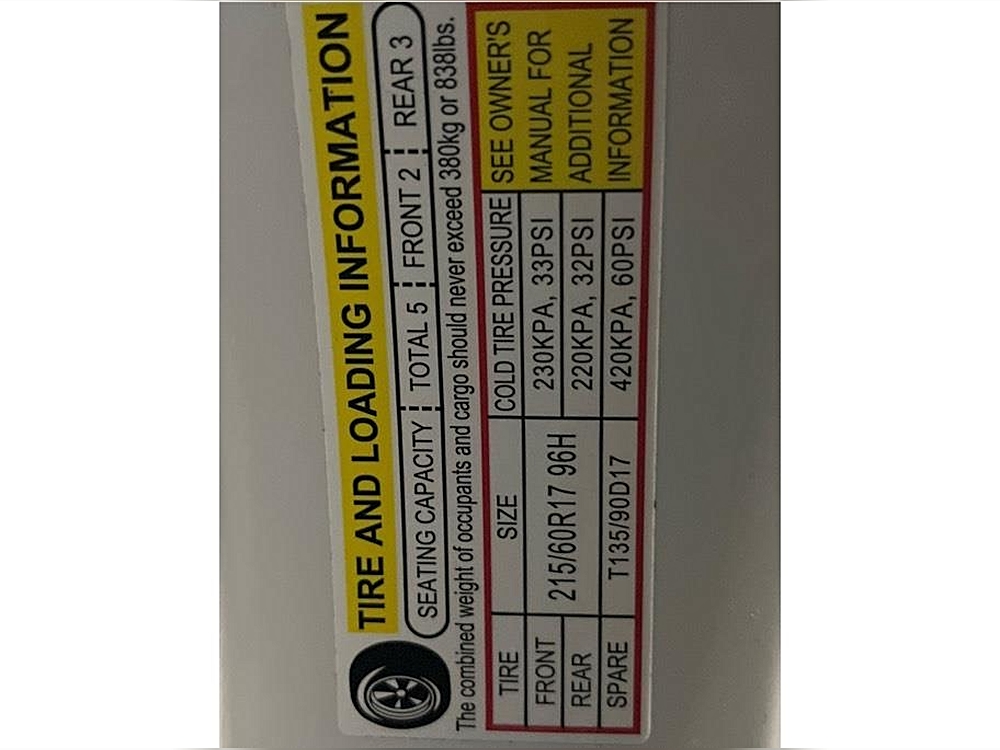 TIRE AND LOADING INFORMATION
SEATING CAPACITY TOTAL 5 FRONT 2 REAR 3
The combined weight of occupants and cargo should never exceed 380kg or 838lbs.
TIRE SIZE COLD TIRE PRESSURE SEE OWNER'S
FRONT 215/60R17 96H 230KPA, 33PSI MANUAL FOR
REAR 220KPA, 32PSI ADDITIONAL
SPARE T135/90D17 420KPA, 60PSI INFORMATION